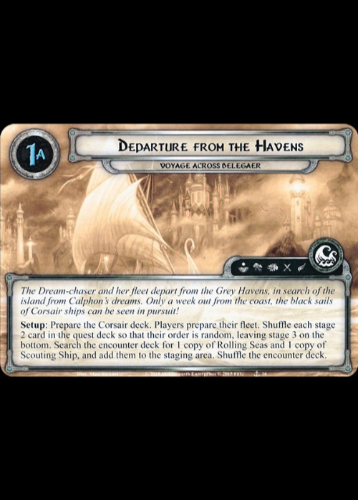 1A
DEPARTURE FROM THE HAVENS
VOYAGE ACROSS BELEGAER
The Dream-chaser and her fleet depart from the Grey Havens, in search of the
island from Calphon's dreams. Only a week out from the coast, the black sails
of Corsair ships can be seen in pursuit!
Setup: Prepare the Corsair deck. Players prepare their fleet. Shuffle each stage
2 card in the quest deck so that their order is random, leaving stage 3 on the
bottom. Search the encounter deck for 1 copy of Rolling Seas and 1 copy of
Scouting Ship, and add them to the staging area. Shuffle the encounter deck.